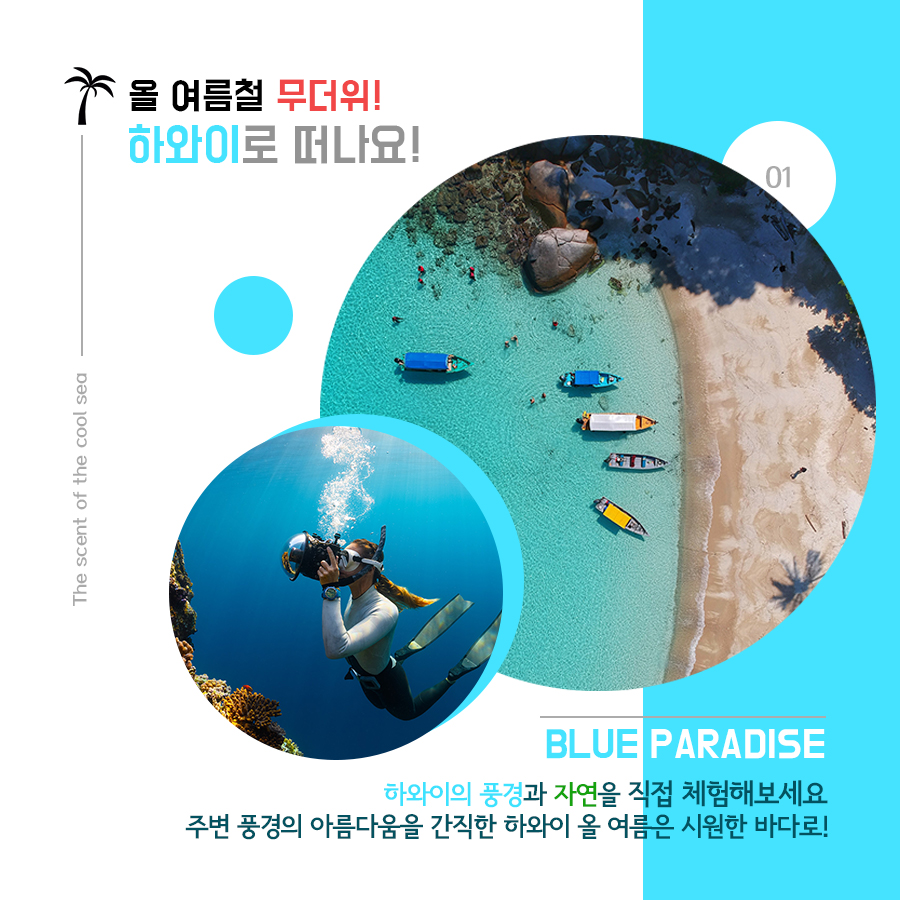 올 여름철 무더위!
하와이로 떠나요!
01
The scent of the cool sea
BLUE PARADISE
하와이의 풍경과 자연을 직접 체험해보세요
주변 풍경의 아름다움을 간직한 하와이 올 여름은 시원한 바다로!